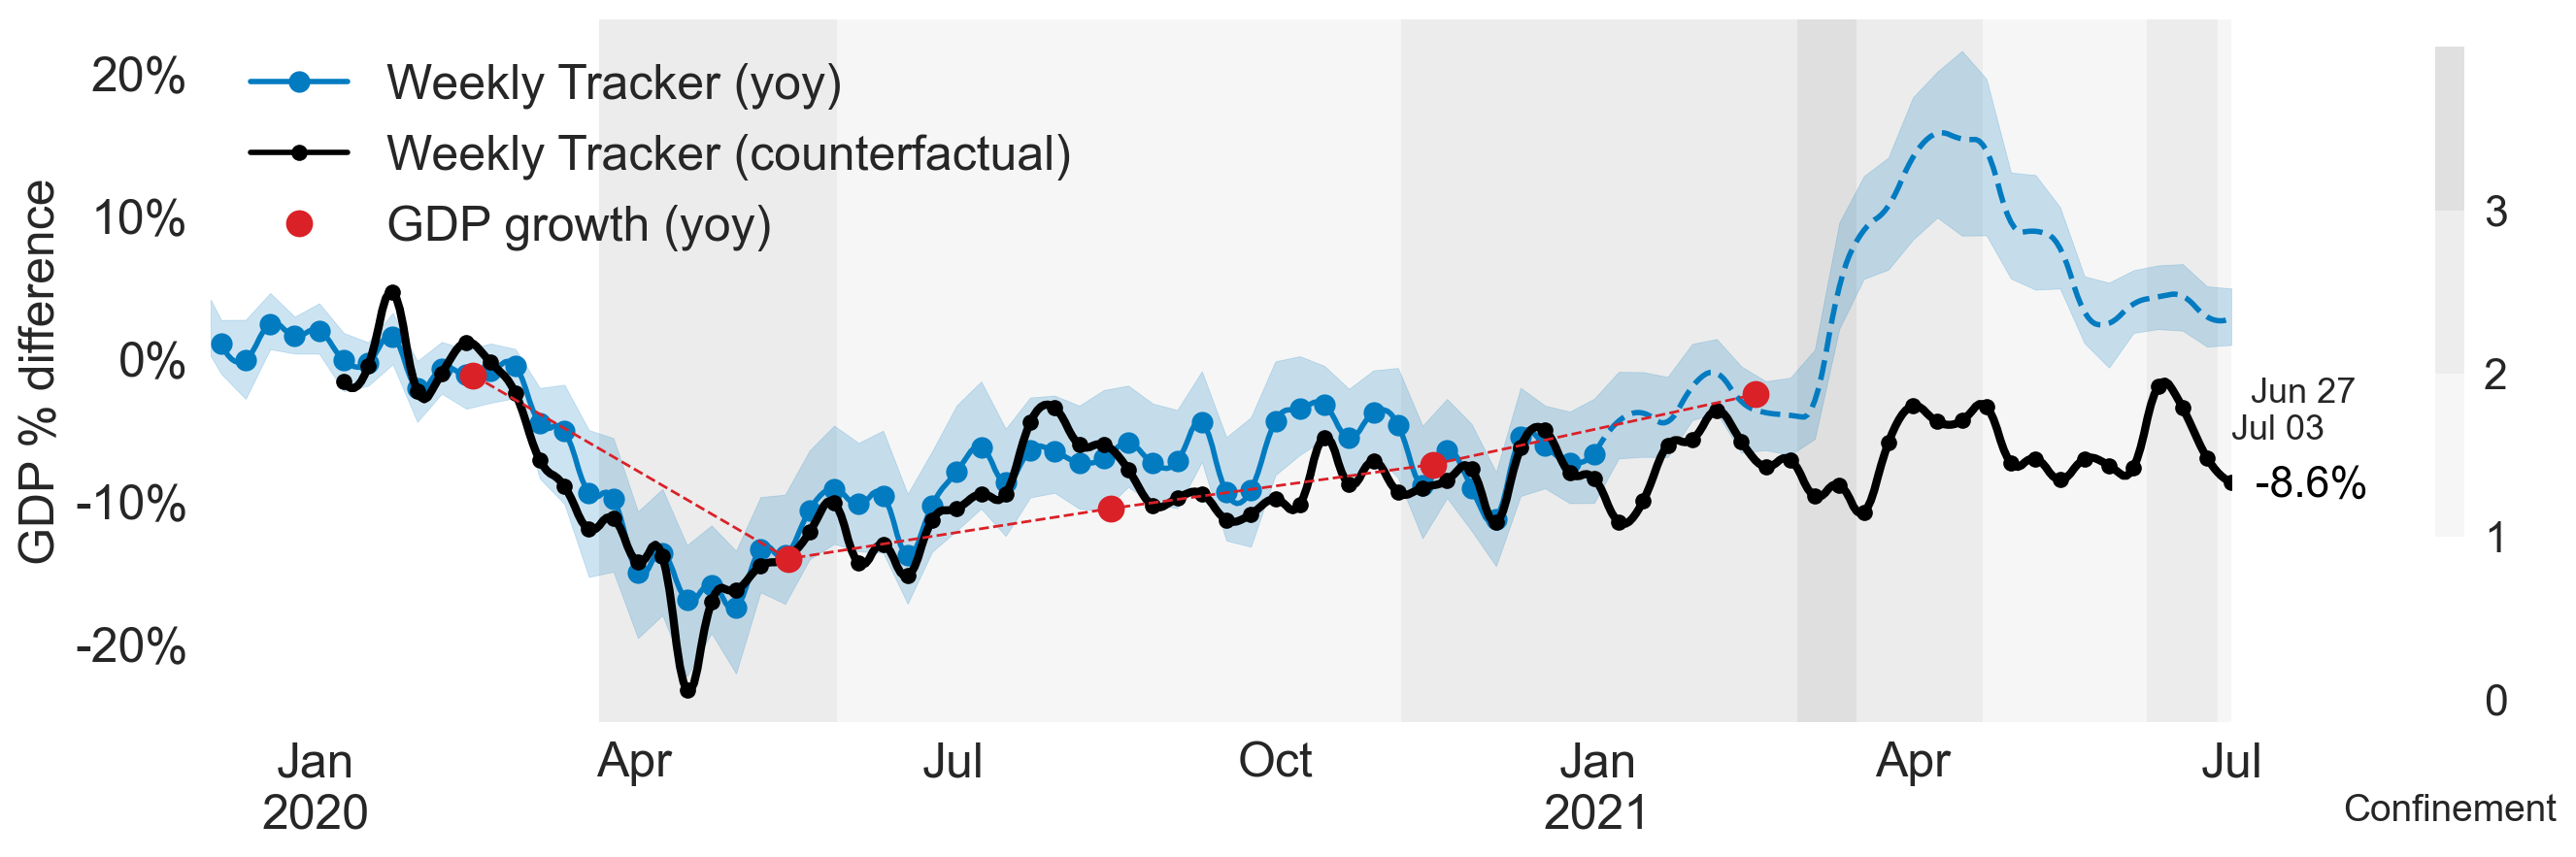 20%
10%
0%
-10%
-20%
GDP % difference
Weekly Tracker (yoy)
Weekly Tracker (counterfactual)
GDP growth (yoy)
Jun 27
Jul 03
-8.6%
Jan
2020
Apr
Jul
Oct
Jan
2021
Apr
Jul
3
2
1
0
Confinement